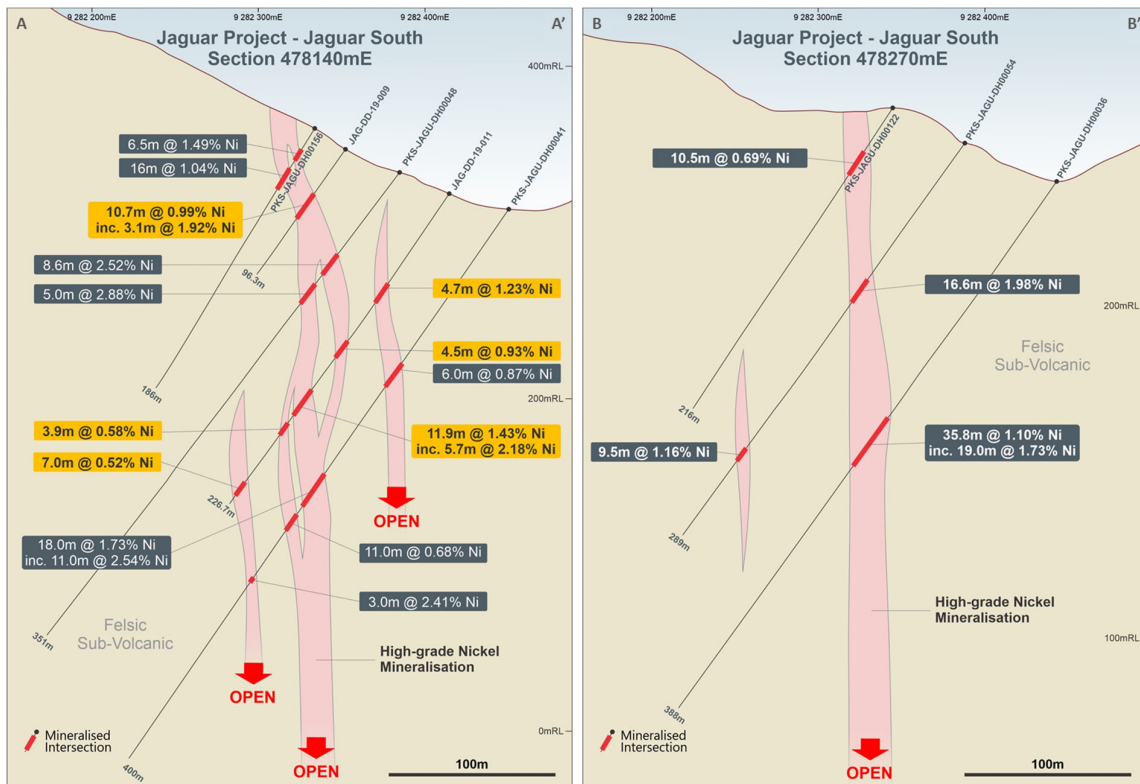 A
9 282 200
9 282 300
9 282 400
A'
Jaguar Project - Jaguar South
Section 478140mE
400mRL
PKS-JAGU-DH00156
JAG-DD-19-009
PKS-JAGU-DH00048
JAG-DD-19-011
PKS-JAGU-DH00041
6.5m @ 1.49% Ni
16m @ 1.04% Ni
10.7m @ 0.99% Ni
inc. 3.1m @ 1.92% Ni
8.6m @ 2.52% Ni
96.3m
5.0m @ 2.88% Ni
4.7m @ 1.23% Ni
4.5m @ 0.93% Ni
6.0m @ 0.87% Ni
186m
200mRL
3.9m @ 0.58% Ni
11.9m @ 1.43% Ni
inc. 5.7m @ 2.18% Ni
7.0m @ 0.52% Ni
226.7m
OPEN
18.0m @ 1.73% Ni
inc. 11.0m @ 2.54% Ni
11.0m @ 0.68% Ni
3.0m @ 2.41% Ni
Felsic
Sub-Volcanic
351m
High-grade Nickel
Mineralisation
OPEN
0mRL
Mineralised
Intersection
400m
OPEN
100m
B
9 282 200
9 282 300
9 282 400
B'
Jaguar Project - Jaguar South
Section 478270mE
PKS-JAGU-DH00122
PKS-JAGU-DH00054
PKS-JAGU-DH00036
10.5m @ 0.69% Ni
16.6m @ 1.98% Ni
200mRL
Felsic
Sub-Volcanic
216m
9.5m @ 1.16% Ni
35.8m @ 1.10% Ni
inc. 19.0m @ 1.73% Ni
289m
High-grade Nickel
Mineralisation
100mRL
388m
Mineralised
Intersection
OPEN
100m